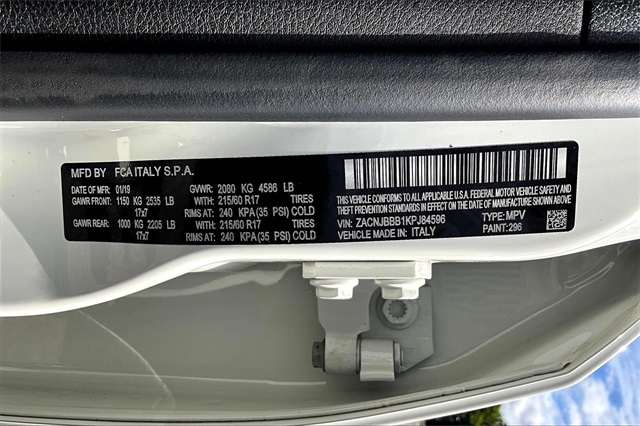 MFD BY FCA ITALY S.P.A.
DATE OF MFR: 01/19 GVWR: 2080 KG 4586 LB
GAWR FRONT: 1150 KG 2535 LB WITH: 215/60 R17 TIRES
17x7 RIMS AT: 240 KPA(35 PSI) COLD
GAWR REAR: 1000 KG 2205 LB WITH: 215/60 R17 TIRES
17x7 RIMS AT: 240 KPA(35 PSI) COLD
THIS VEHICLE CONFORMS TO ALL APPLICABLE U.S.A. FEDERAL MOTOR VEHICLE SAFETY,
BUMPER, AND THEFT PREVENTION STANDARDS IN EFFECT ON THE DATE OF MANUFACTURE SHOWN ABOVE.
VIN: ZACNJBBB1KPJ84596 TYPE: MPV
VEHICLE MADE IN: ITALY PAINT: 296